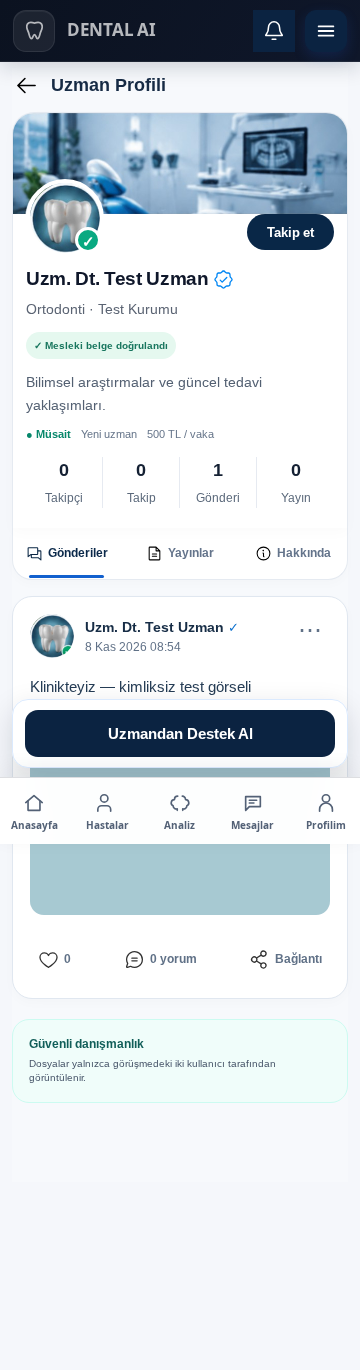 DENTAL AI
Uzman Profili
Takip et
Uzm. Dt. Test Uzman
Ortodonti · Test Kurumu
✓ Mesleki belge doğrulandı
Bilimsel araştırmalar ve güncel tedavi
yaklaşımları.
● Müsait Yeni uzman 500 TL / vaka
0 0 1 0
Takipçi Takip Gönderi Yayın
Gönderiler Yayınlar Hakkında
Uzm. Dt. Test Uzman ✓
8 Kas 2026 08:54
Klinikteyiz — kimliksiz test görseli
Uzmandan Destek Al
Anasayfa Hastalar Analiz Mesajlar Profilim
0 0 yorum Bağlantı
Güvenli danışmanlık
Dosyalar yalnızca görüşmedeki iki kullanıcı tarafından
görüntülenir.